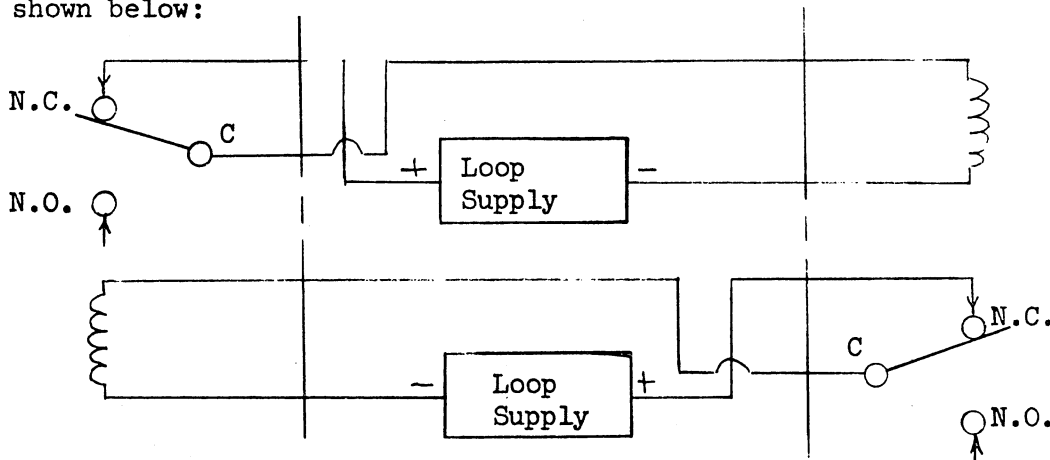 shown below:
N.C.
C
N.O.
+ Loop -
Supply
N.C.
C
- Loop +
Supply
N.O.